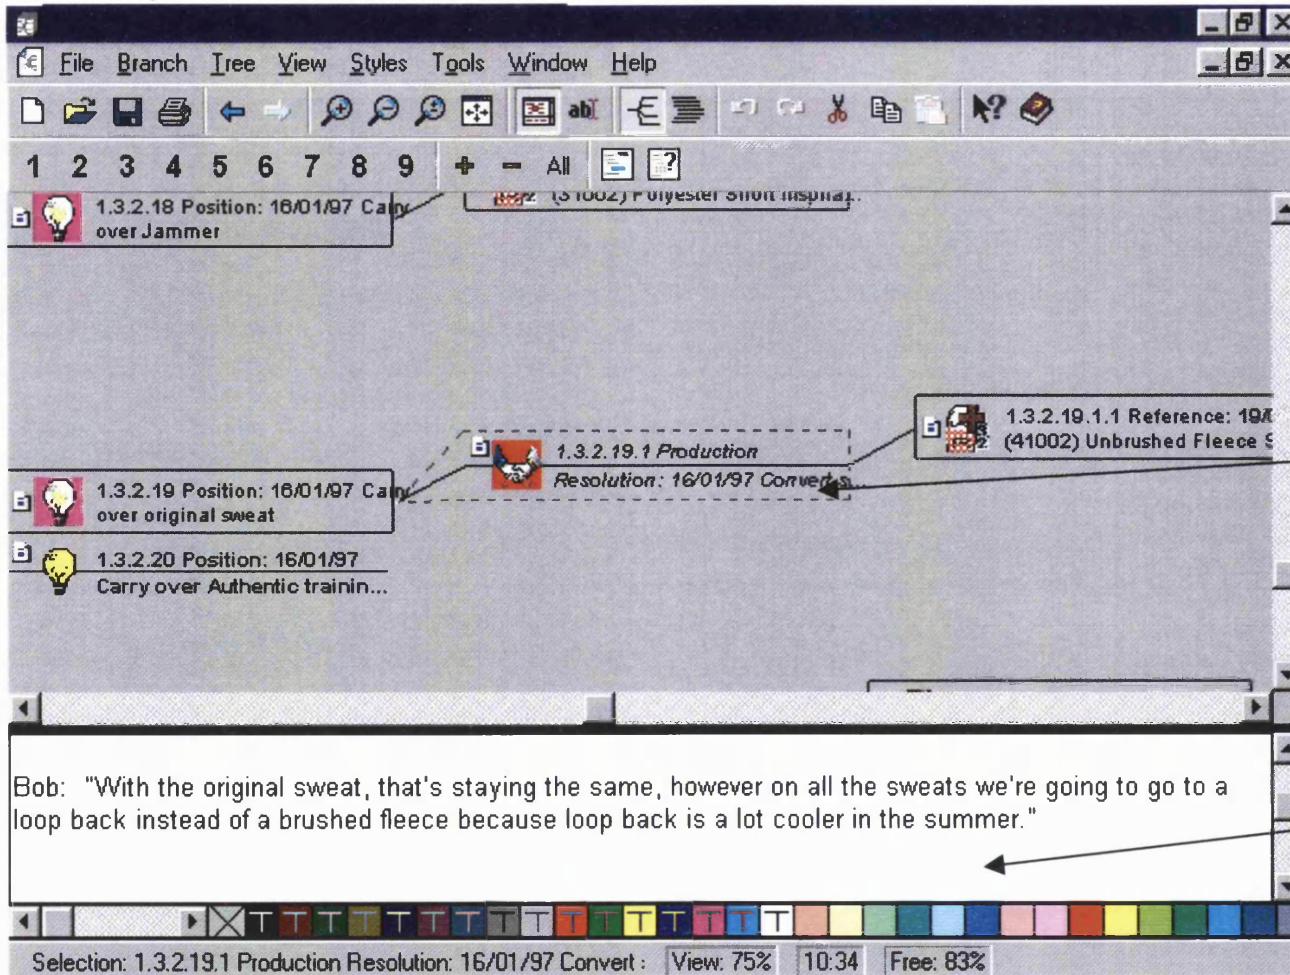 File Branch Tree View Styles Tools Window Help
1 2 3 4 5 6 7 8 9 + - All
1.3.2.18 Position: 16/01/97 Carry
over Jammer
(31002) Polyester Short
1.3.2.19.1.1 Reference:
(41002) Unbrushed Fleece S
1.3.2.19.1 Production
Resolution: 16/01/97 Convert s...
1.3.2.19 Position: 16/01/97 Carry
over original sweat
1.3.2.20 Position: 16/01/97
Carry over Authentic trainin...
Bob: "With the original sweat, that's staying the same, however on all the sweats we're going to go to a
loop back instead of a brushed fleece because loop back is a lot cooler in the summer."
Selection: 1.3.2.19.1 Production Resolution: 16/01/97 Convert : View: 75% 10:34 Free: 83%